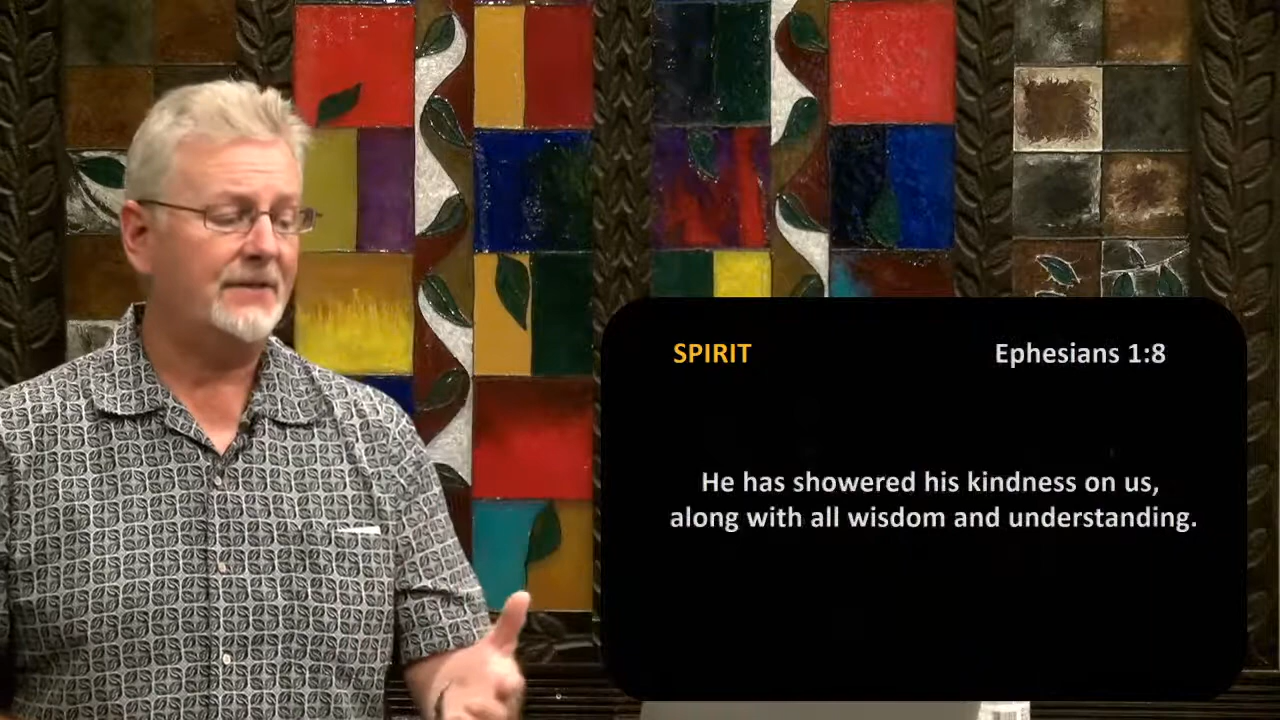 SPIRIT Ephesians 1:8
He has showered his kindness on us,
along with all wisdom and understanding.